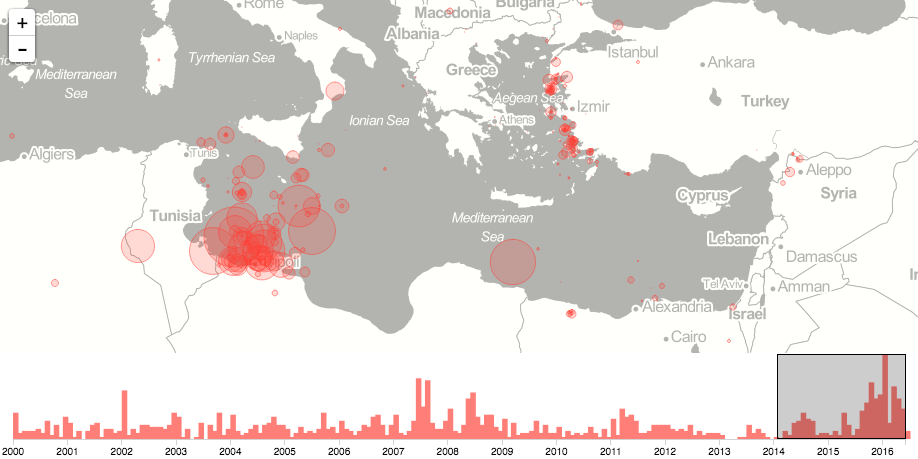 Rome
Bulgaria
+
celona
Macedonia
–
Naples
Albania
Istanbul
Tyrrhenian Sea
Ankara
Greece
Mediterranean
Sea
Aegean Sea
Turkey
Izmir
Ionian Sea
Athens
Algiers
Tunis
Aleppo
Cyprus
Syria
Tunisia
Mediterranean
Sea
Lebanon
Damascus
Tel Aviv
Amman
Alexandria
Israel
Cairo
2000 2001 2002 2003 2004 2005 2006 2007 2008 2009 2010 2011 2012 2013 2014 2015 2016